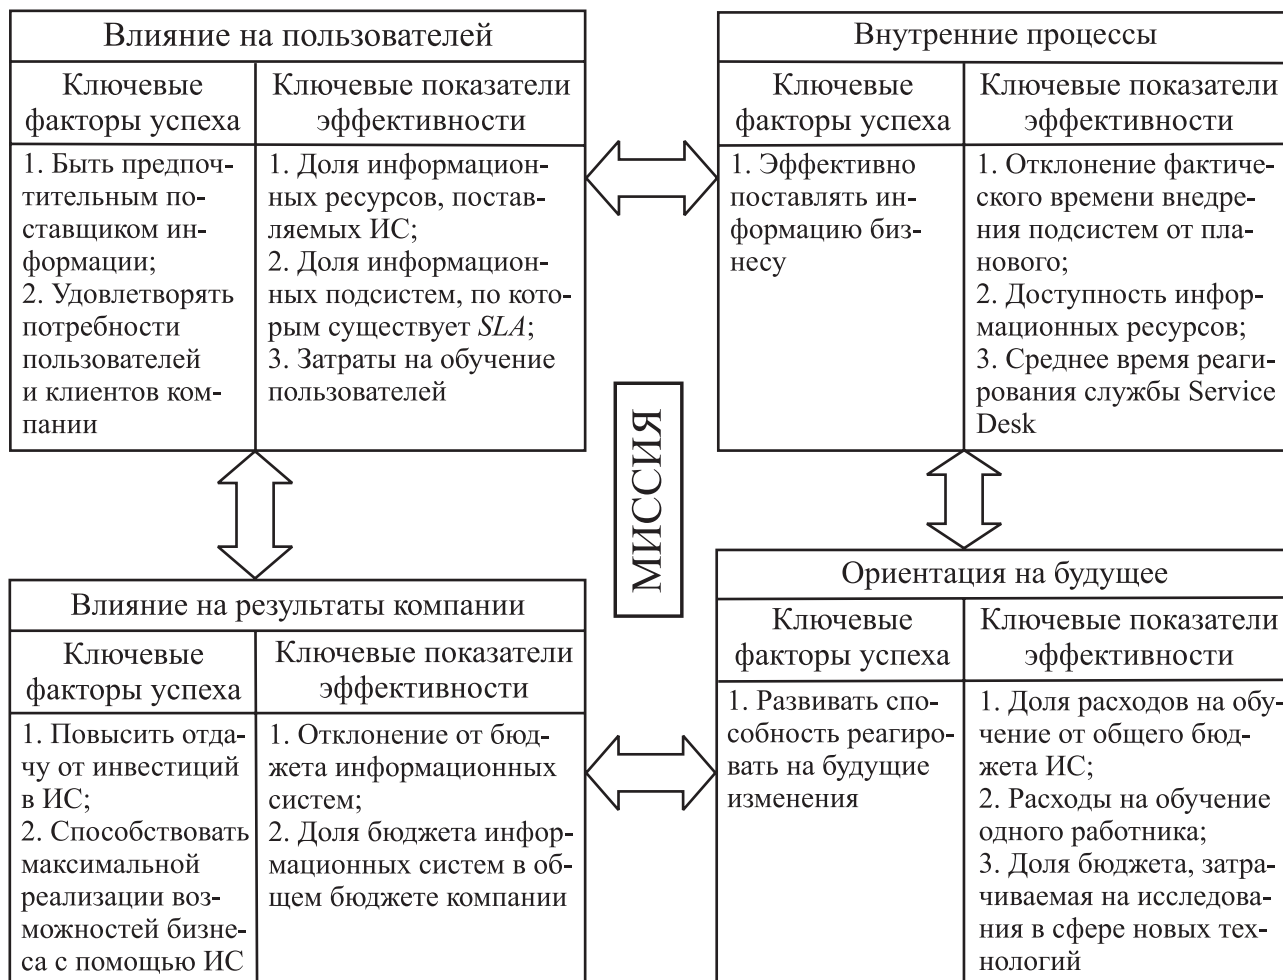 Влияние на пользователей
Ключевые
факторы успеха
Ключевые показатели
эффективности
1. Быть предпоч-
тительным по-
ставщиком ин-
формации;
2. Удовлетворять
потребности
пользователей
и клиентов ком-
пании
1. Доля информацион-
ных ресурсов, постав-
ляемых ИС;
2. Доля информацион-
ных подсистем, по кото-
рым существует SLA;
3. Затраты на обучение
пользователей
Внутренние процессы
Ключевые
факторы успеха
Ключевые показатели
эффективности
1. Эффективно
поставлять ин-
формацию биз-
несу
1. Отклонение фактиче-
ского времени внедре-
ния подсистем от пла-
нового;
2. Доступность инфор-
мационных ресурсов;
3. Среднее время реаги-
рования службы Service
Desk
МИССИЯ
Влияние на результаты компании
Ключевые
факторы успеха
Ключевые показатели
эффективности
1. Повысить отда-
чу от инвестиций
в ИС;
2. Способствовать
максимальной
реализации воз-
можностей бизне-
са с помощью ИС
1. Отклонение от бюд-
жета информационных
систем;
2. Доля бюджета инфор-
мационных систем в об-
щем бюджете компании
Ориентация на будущее
Ключевые
факторы успеха
Ключевые показатели
эффективности
1. Развивать спо-
собность реагиро-
вать на будущие
изменения
1. Доля расходов на обу-
чение от общего бюд-
жета ИС;
2. Расходы на обучение
одного работника;
3. Доля бюджета, затра-
чиваемая на исследова-
ния в сфере новых тех-
нологий